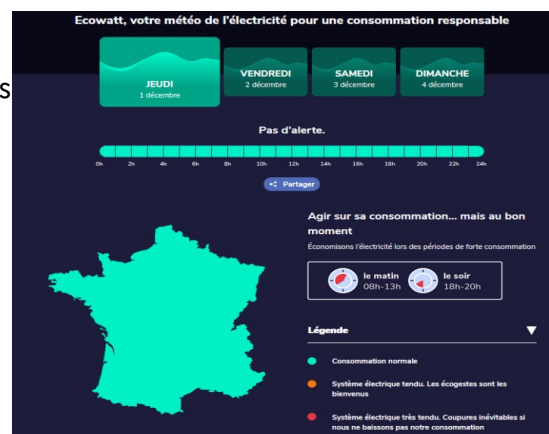 Ecowatt, votre météo de l'électricité pour une consommation responsable
s
JEUDI
1 décembre
VENDREDI
2 décembre
SAMEDI
3 décembre
DIMANCHE
4 décembre
Pas d'alerte.
0h 2h 4h 6h 8h 10h 12h 14h 16h 18h 20h 22h 24h
Partager
Agir sur sa consommation... mais au bon
moment
Économisons l'électricité lors des périodes de forte consommation
le matin
08h-13h
le soir
18h-20h
Légende
Consommation normale
Système électrique tendu. Les écogestes sont les
bienvenus
Système électrique très tendu. Coupures inévitables si
nous ne baissons pas notre consommation